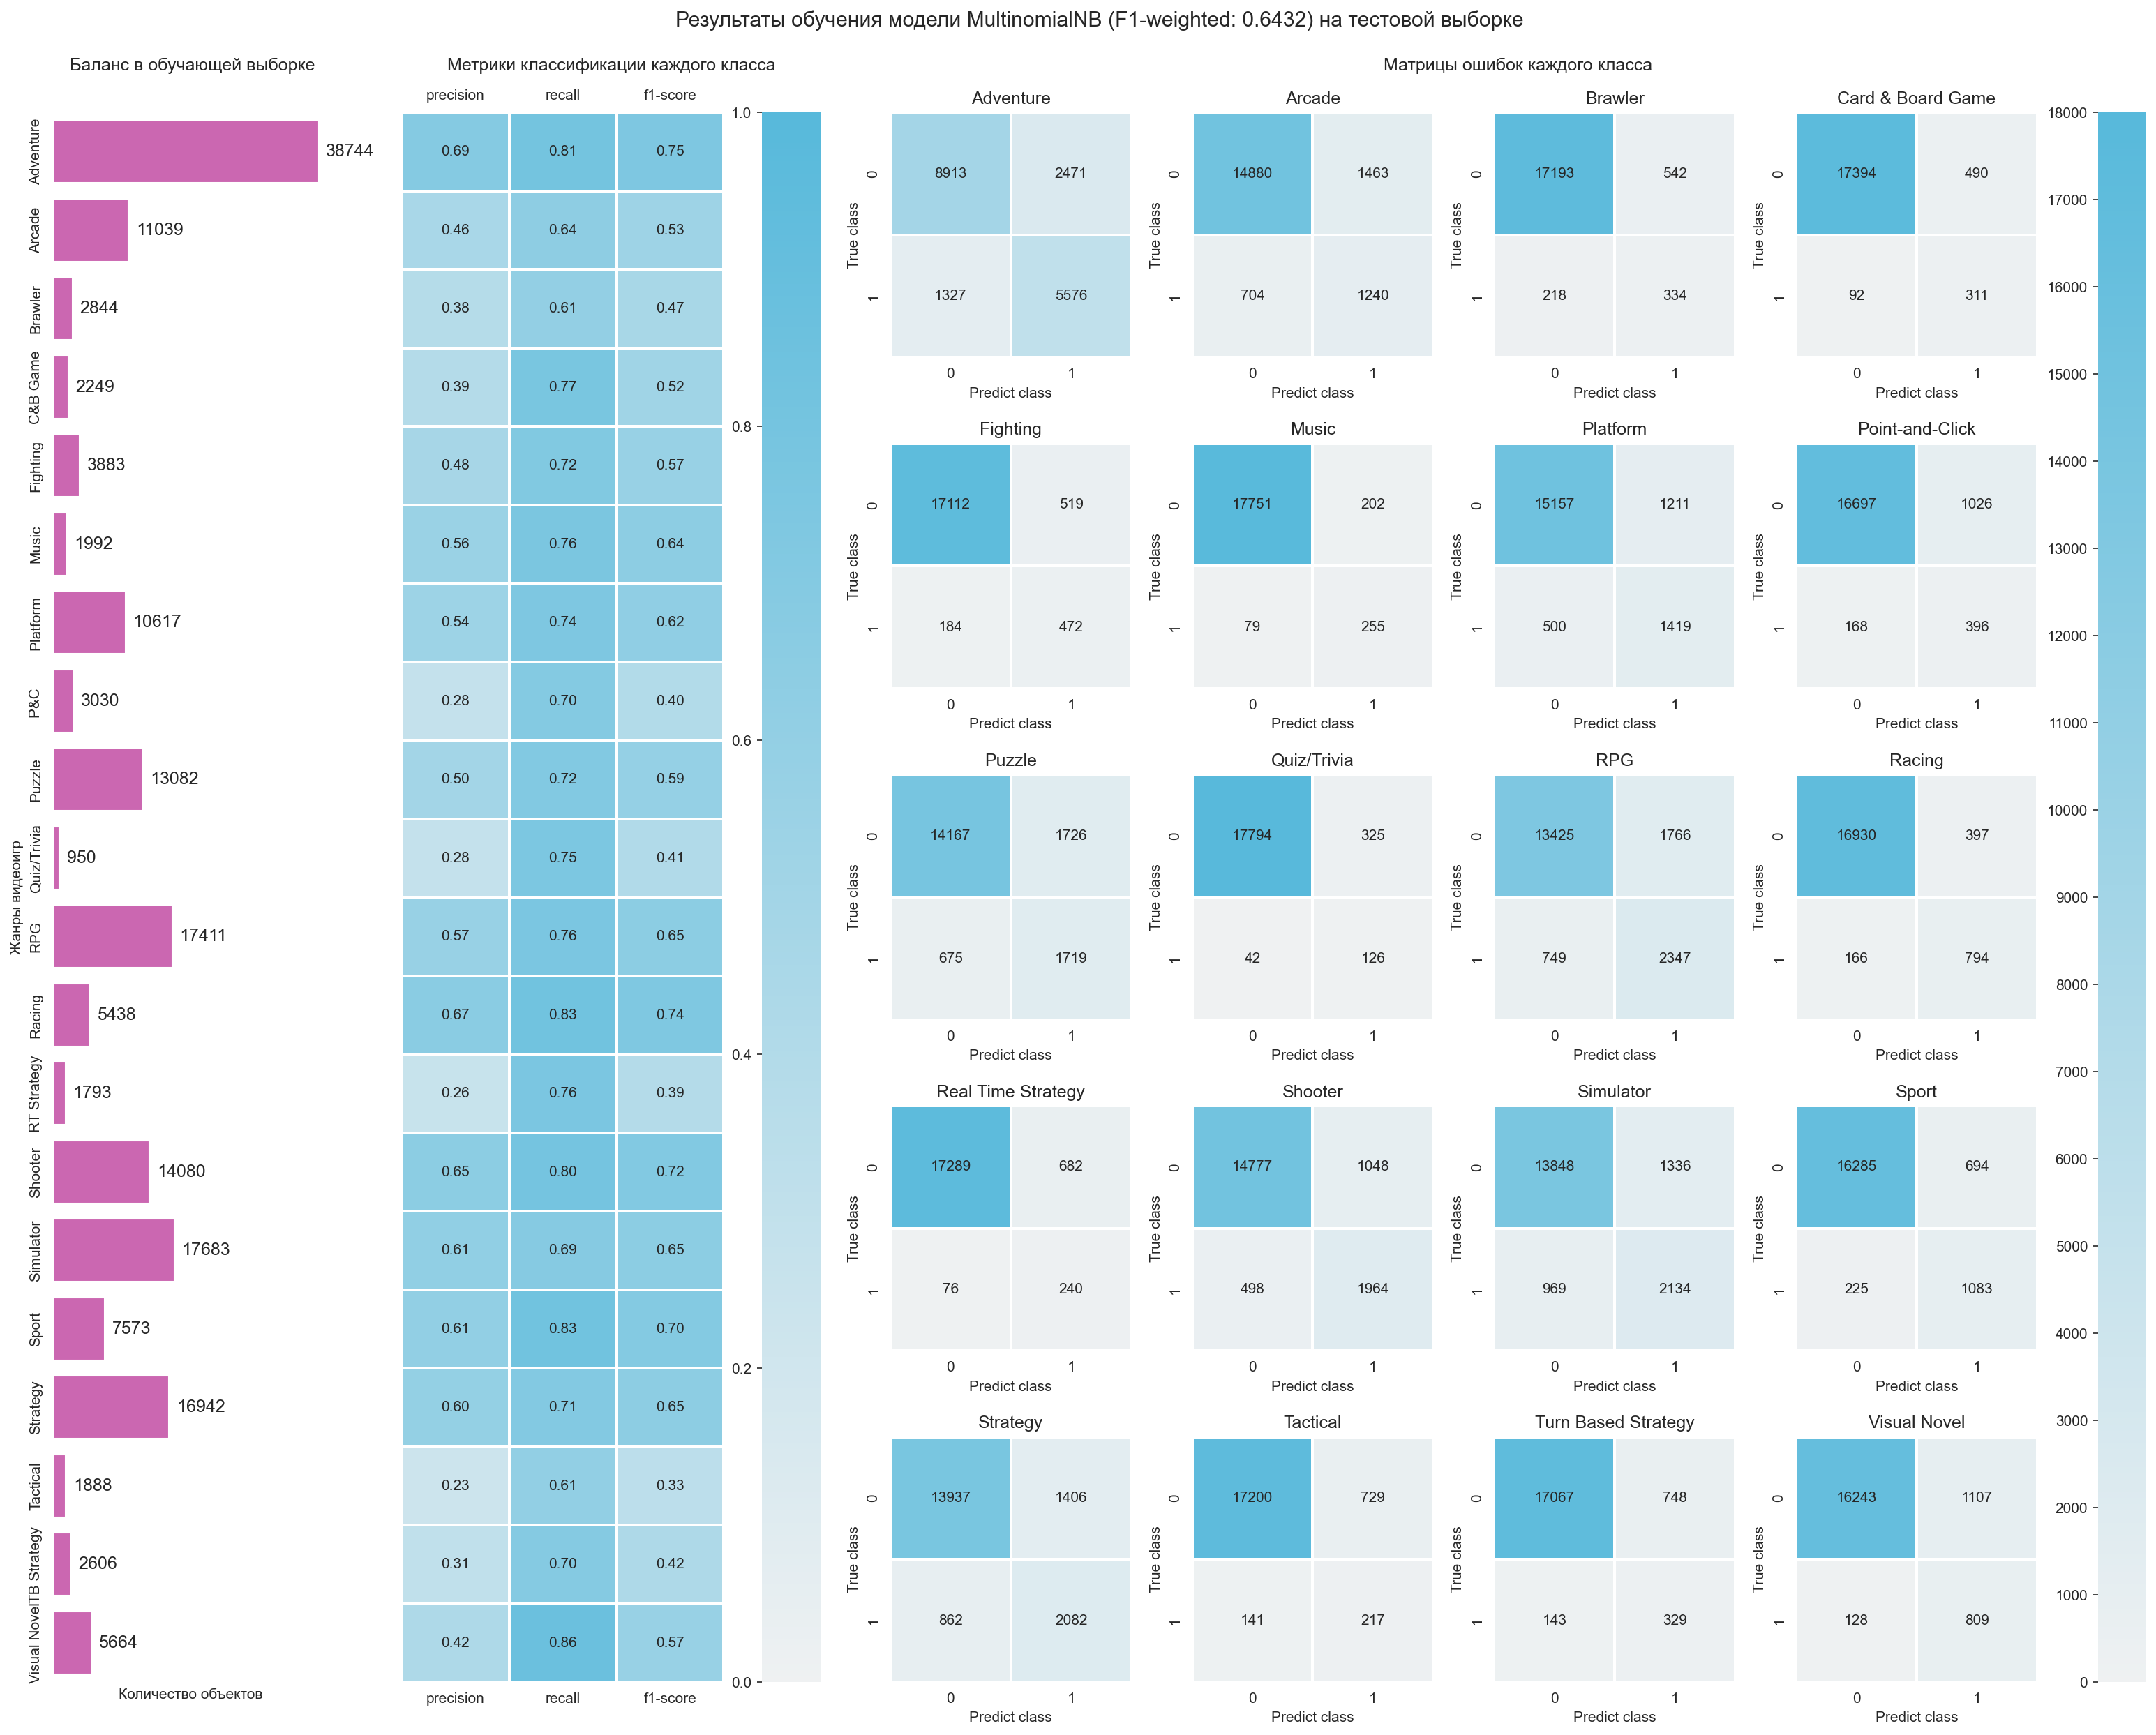 Результаты обучения модели MultinomialNB (F1-weighted: 0.6432) на тестовой выборке
Баланс в обучающей выборке
Adventure 38744
Arcade 11039
Brawler 2844
C&B Game 2249
Fighting 3883
Music 1992
Platform 10617
P&C 3030
Puzzle 13082
Quiz/Trivia 950
RPG 17411
Racing 5438
RT Strategy 1793
Shooter 14080
Simulator 17683
Sport 7573
Strategy 16942
Tactical 1888
TB Strategy 2606
Visual Novel 5664
Жанры видеоигр
Количество объектов
Метрики классификации каждого класса
precision recall f1-score
0.69 0.81 0.75
0.46 0.64 0.53
0.38 0.61 0.47
0.39 0.77 0.52
0.48 0.72 0.57
0.56 0.76 0.64
0.54 0.74 0.62
0.28 0.70 0.40
0.50 0.72 0.59
0.28 0.75 0.41
0.57 0.76 0.65
0.67 0.83 0.74
0.26 0.76 0.39
0.65 0.80 0.72
0.61 0.69 0.65
0.61 0.83 0.70
0.60 0.71 0.65
0.23 0.61 0.33
0.31 0.70 0.42
0.42 0.86 0.57
precision recall f1-score
1.0
0.8
0.6
0.4
0.2
0.0
Матрицы ошибок каждого класса
Adventure
True class
0 8913 2471
1 1327 5576
0 1
Predict class
Arcade
True class
0 14880 1463
1 704 1240
0 1
Predict class
Brawler
True class
0 17193 542
1 218 334
0 1
Predict class
Card & Board Game
True class
0 17394 490
1 92 311
0 1
Predict class
Fighting
True class
0 17112 519
1 184 472
0 1
Predict class
Music
True class
0 17751 202
1 79 255
0 1
Predict class
Platform
True class
0 15157 1211
1 500 1419
0 1
Predict class
Point-and-Click
True class
0 16697 1026
1 168 396
0 1
Predict class
Puzzle
True class
0 14167 1726
1 675 1719
0 1
Predict class
Quiz/Trivia
True class
0 17794 325
1 42 126
0 1
Predict class
RPG
True class
0 13425 1766
1 749 2347
0 1
Predict class
Racing
True class
0 16930 397
1 166 794
0 1
Predict class
Real Time Strategy
True class
0 17289 682
1 76 240
0 1
Predict class
Shooter
True class
0 14777 1048
1 498 1964
0 1
Predict class
Simulator
True class
0 13848 1336
1 969 2134
0 1
Predict class
Sport
True class
0 16285 694
1 225 1083
0 1
Predict class
Strategy
True class
0 13937 1406
1 862 2082
0 1
Predict class
Tactical
True class
0 17200 729
1 141 217
0 1
Predict class
Turn Based Strategy
True class
0 17067 748
1 143 329
0 1
Predict class
Visual Novel
True class
0 16243 1107
1 128 809
0 1
Predict class
18000
17000
16000
15000
14000
13000
12000
11000
10000
9000
8000
7000
6000
5000
4000
3000
2000
1000
0